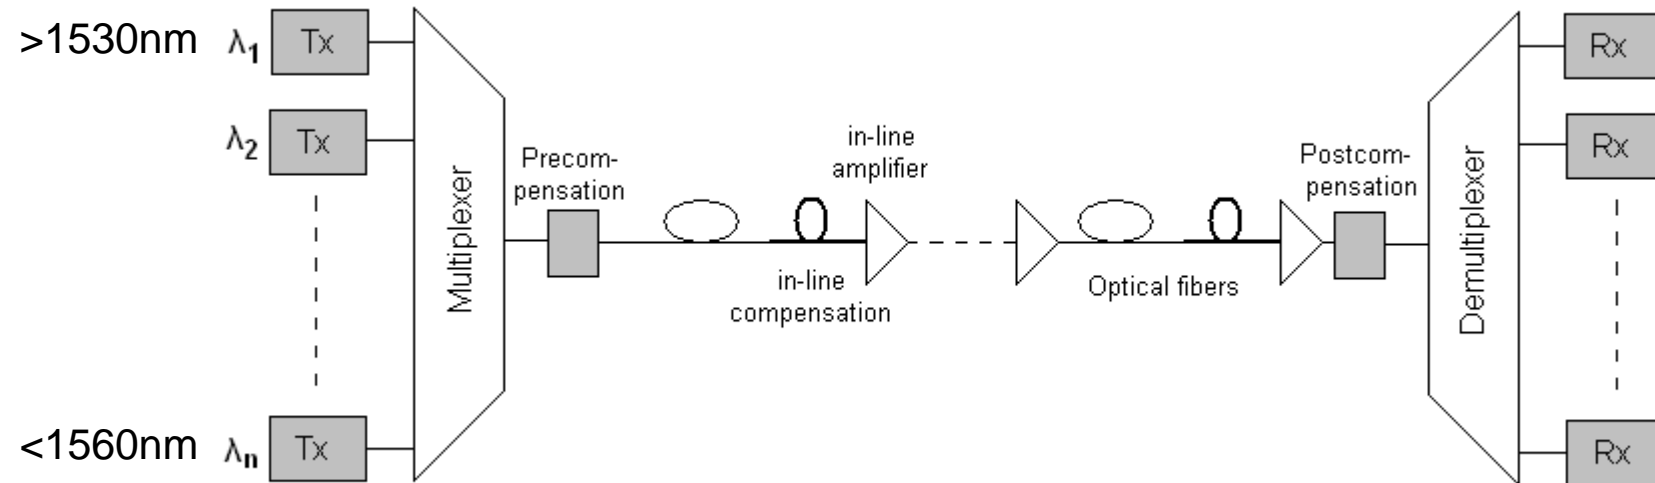 >1530nm λ1 Tx
Rx
λ2 Tx
Rx
Multiplexer
Precom-
pensation
in-line
amplifier
in-line
compensation
Optical fibers
Postcom-
pensation
Demultiplexer
<1560nm λn Tx
Rx